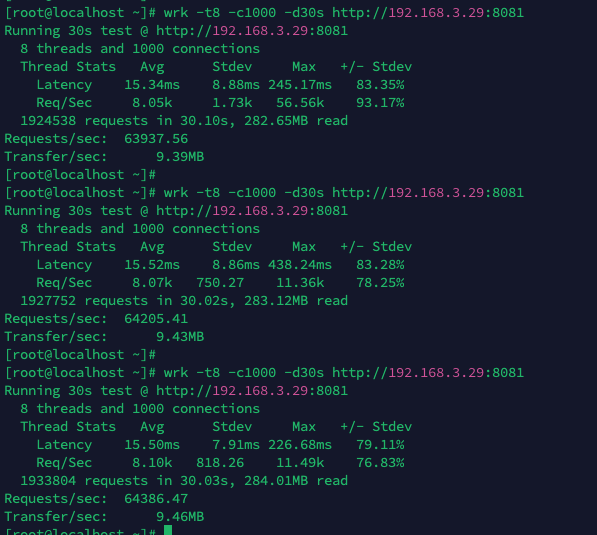 [root@localhost ~]# wrk -t8 -c1000 -d30s http://192.168.3.29:8081
Running 30s test @ http://192.168.3.29:8081
  8 threads and 1000 connections
  Thread Stats   Avg      Stdev     Max   +/- Stdev
    Latency    15.34ms    8.88ms 245.17ms   83.35%
    Req/Sec     8.05k     1.73k   56.56k    93.17%
  1924538 requests in 30.10s, 282.65MB read
Requests/sec:  63937.56
Transfer/sec:      9.39MB
[root@localhost ~]#
[root@localhost ~]# wrk -t8 -c1000 -d30s http://192.168.3.29:8081
Running 30s test @ http://192.168.3.29:8081
  8 threads and 1000 connections
  Thread Stats   Avg      Stdev     Max   +/- Stdev
    Latency    15.52ms    8.86ms 438.24ms   83.28%
    Req/Sec     8.07k   750.27    11.36k    78.25%
  1927752 requests in 30.02s, 283.12MB read
Requests/sec:  64205.41
Transfer/sec:      9.43MB
[root@localhost ~]#
[root@localhost ~]# wrk -t8 -c1000 -d30s http://192.168.3.29:8081
Running 30s test @ http://192.168.3.29:8081
  8 threads and 1000 connections
  Thread Stats   Avg      Stdev     Max   +/- Stdev
    Latency    15.50ms    7.91ms 226.68ms   79.11%
    Req/Sec     8.10k   818.26    11.49k    76.83%
  1933804 requests in 30.03s, 284.01MB read
Requests/sec:  64386.47
Transfer/sec:      9.46MB
[root@localhost ~]#